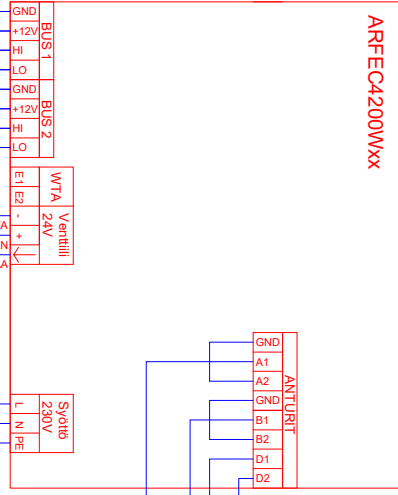 GND
+12V
HI
LO
BUS 1
GND
+12V
HI
LO
BUS 2
ARFEC4200Wxx
E1
E2
WTA
-
+
Venttiili
24V
A
N
A
GND
A1
A2
GND
B1
B2
D1
D2
ANTURIT
L
N
PE
Syöttö
230V